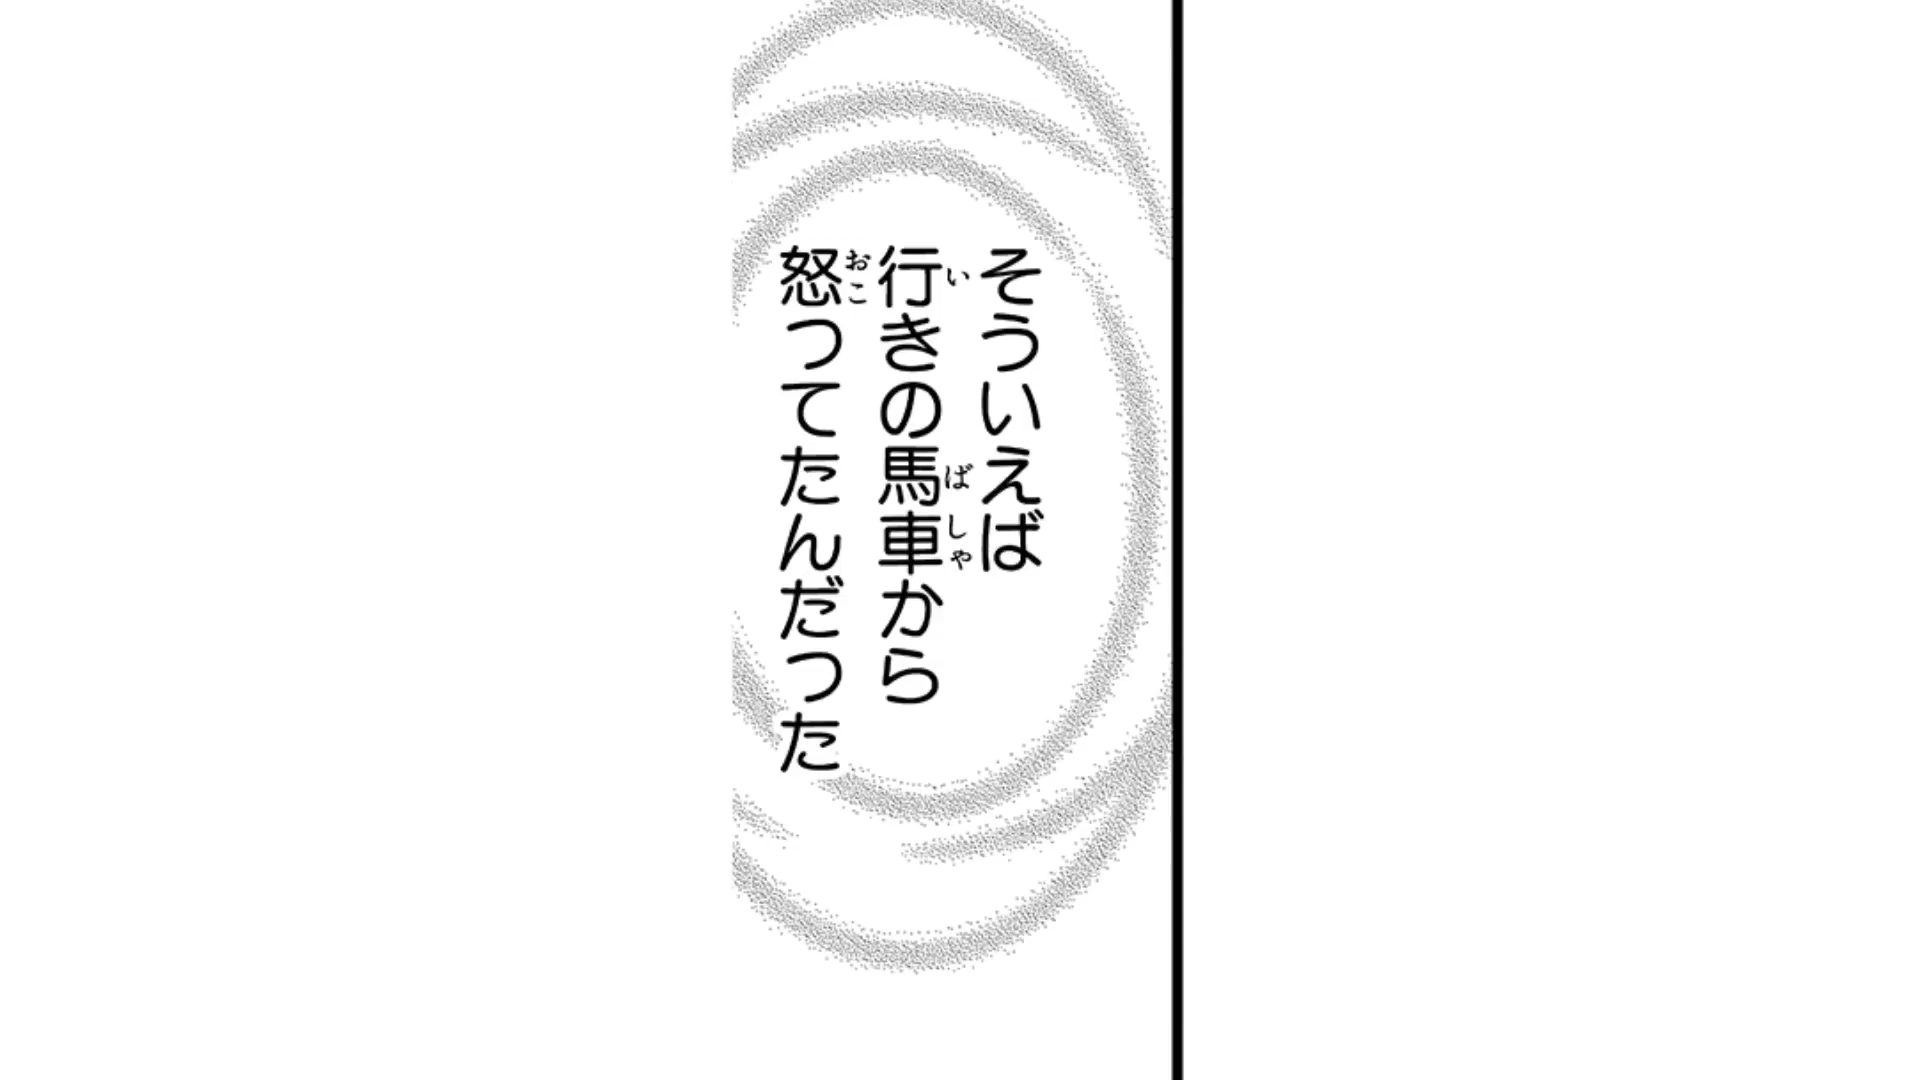 そういえば
行きの馬車から
怒ってたんだった